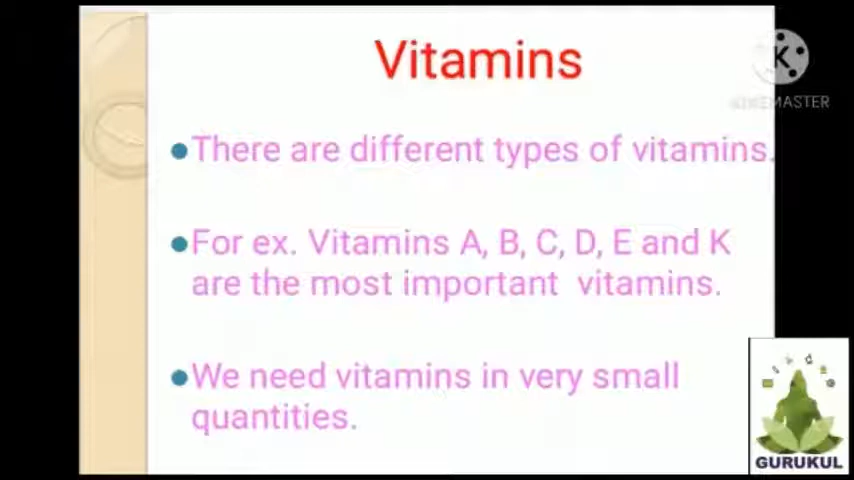 Vitamins
K
KINEMASTER
There are different types of vitamins.
For ex. Vitamins A, B, C, D, E and K
are the most important vitamins.
We need vitamins in very small
quantities.
GURUKUL